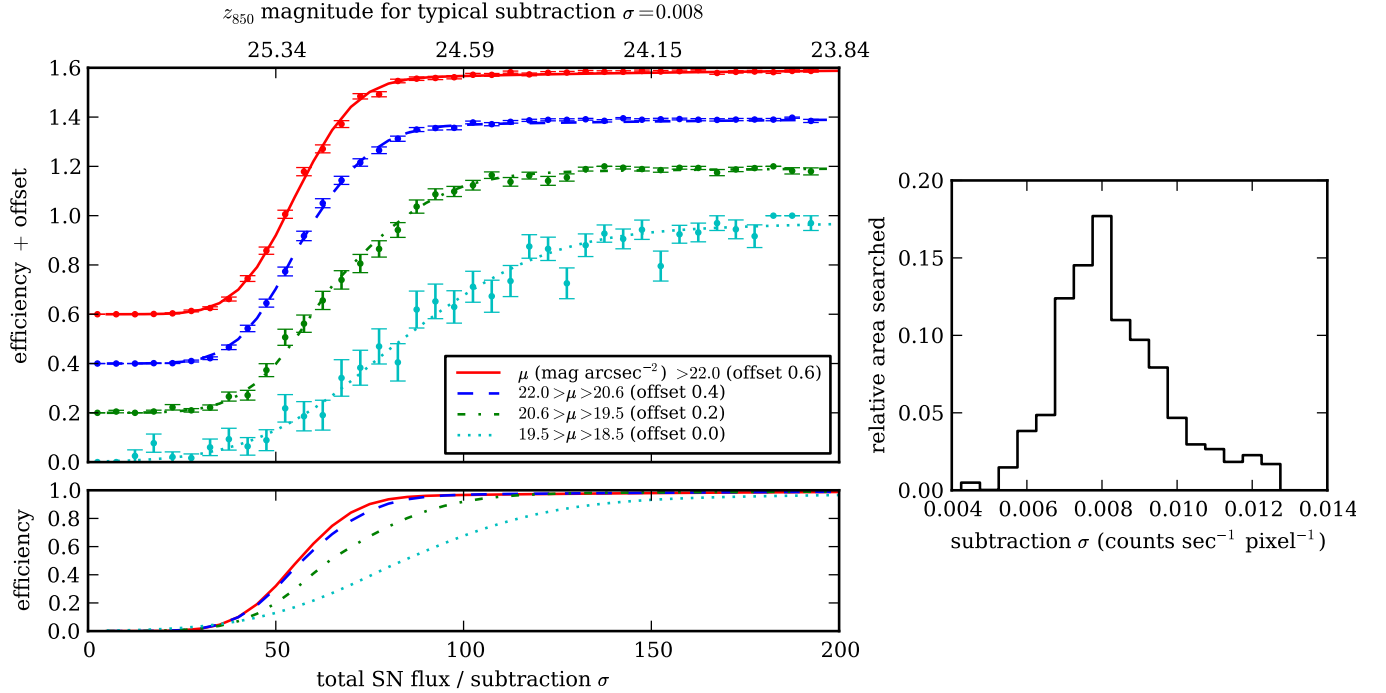 z₈₅₀ magnitude for typical subtraction σ=0.008
25.34 24.59 24.15 23.84
1.6
1.4
1.2
1.0
0.8
0.6
0.4
0.2
0.0
efficiency + offset
μ (mag arcsec⁻²) >22.0 (offset 0.6)
22.0>μ>20.6 (offset 0.4)
20.6>μ>19.5 (offset 0.2)
19.5>μ>18.5 (offset 0.0)
1.0
0.8
0.6
0.4
0.2
0.0
efficiency
0 50 100 150 200
total SN flux / subtraction σ
0.20
0.15
0.10
0.05
0.00
relative area searched
0.004 0.006 0.008 0.010 0.012 0.014
subtraction σ (counts sec⁻¹ pixel⁻¹)